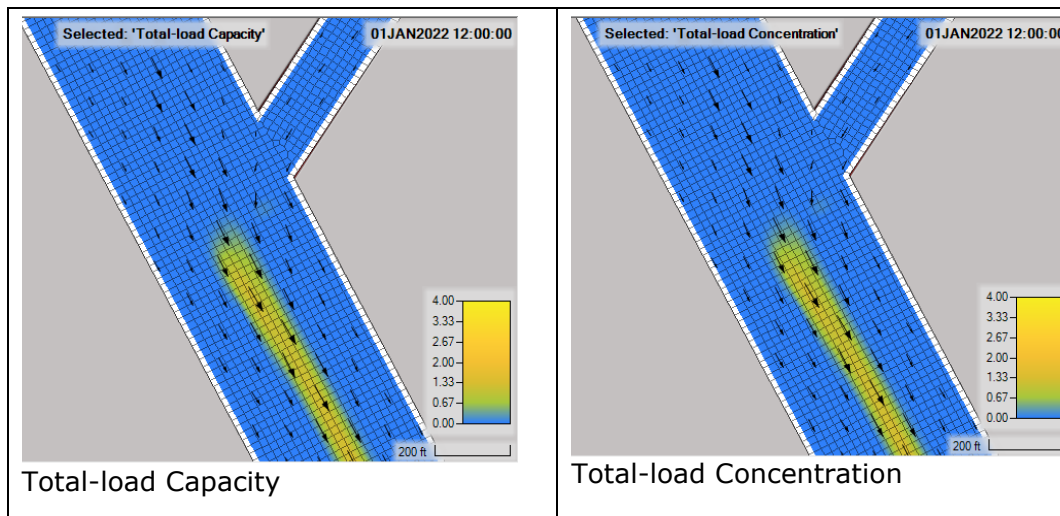 Selected: 'Total-load Capacity' 01JAN2022 12:00:00
4.00
3.33
2.67
2.00
1.33
0.67
0.00
200 ft
Total-load Capacity
Selected: 'Total-load Concentration' 01JAN2022 12:00:00
4.00
3.33
2.67
2.00
1.33
0.67
0.00
200 ft
Total-load Concentration